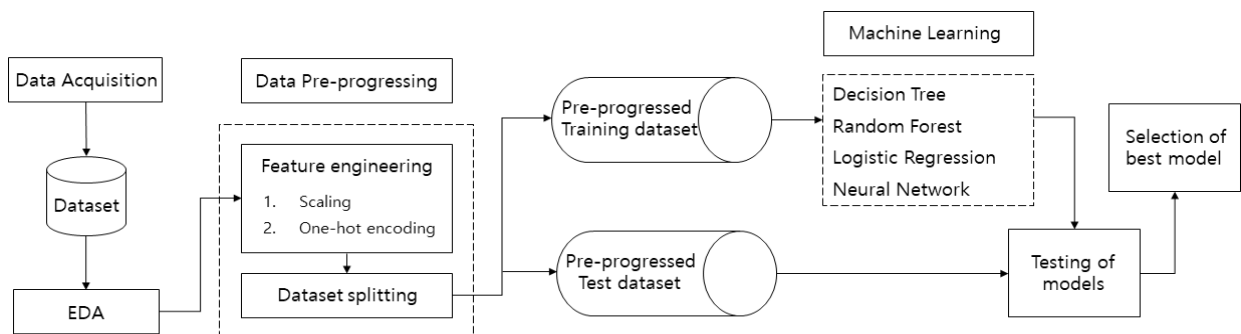 Data Acquisition
Dataset
EDA
Data Pre-progressing
Feature engineering
1. Scaling
2. One-hot encoding
Dataset splitting
Pre-progressed
Training dataset
Pre-progressed
Test dataset
Machine Learning
Decision Tree
Random Forest
Logistic Regression
Neural Network
Testing of
models
Selection of
best model